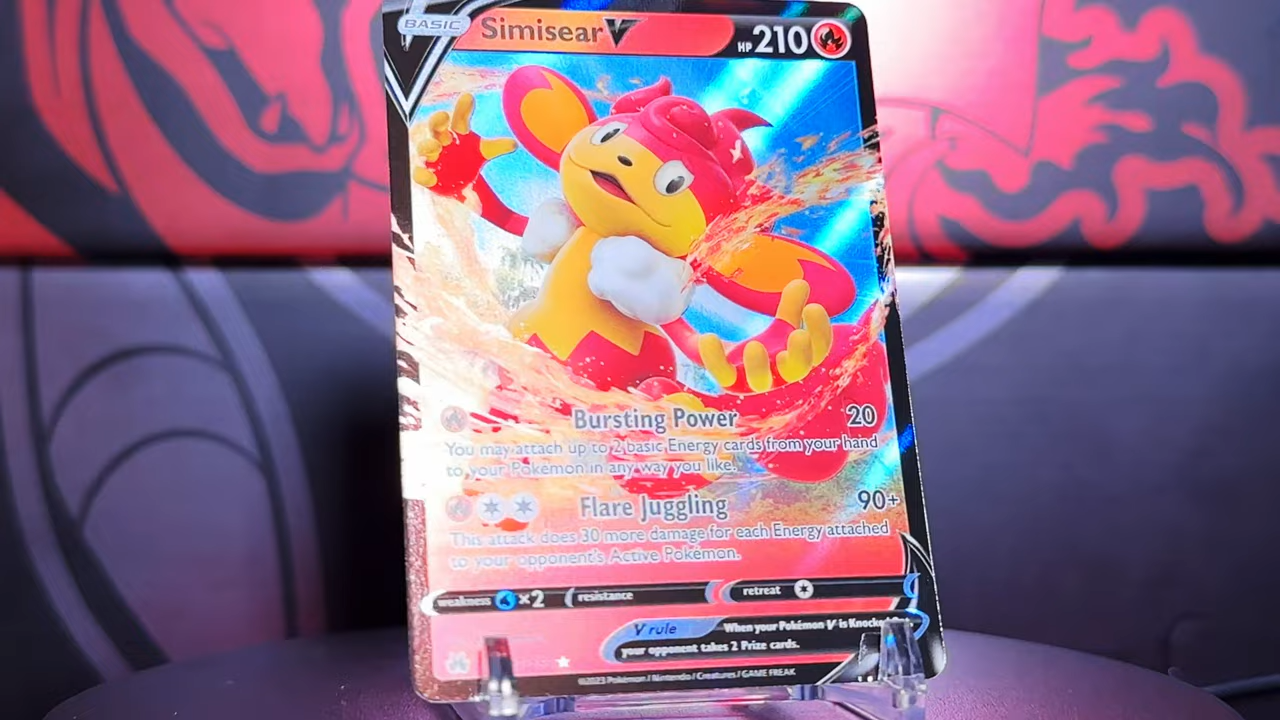 BASIC SimisearV HP 210
Bursting Power 20
You may attach up to 2 basic Energy cards from your hand
to your Pokémon in any way you like.
Flare Juggling 90+
This attack does 30 more damage for each Energy attached
to your opponent's Active Pokémon.
weakness ×2 resistance retreat
V rule When your Pokémon V is Knocked
your opponent takes 2 Prize cards.
©2023 Pokémon / Nintendo / Creatures / GAME FREAK